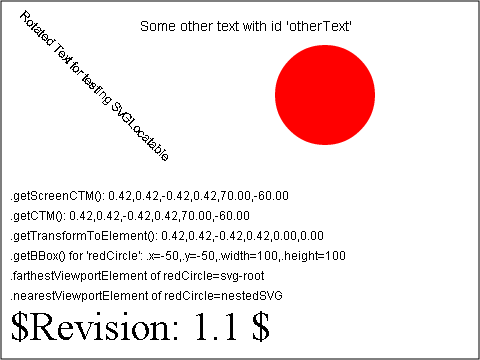 Some other text with id 'otherText'
Rotated Text for testing SVGLocatable
.getScreenCTM(): 0.42,0.42,-0.42,0.42,70.00,-60.00
.getCTM(): 0.42,0.42,-0.42,0.42,70.00,-60.00
.getTransformToElement(): 0.42,0.42,-0.42,0.42,0.00,0.00
.getBBox() for 'redCircle': .x=-50,.y=-50,.width=100,.height=100
.farthestViewportElement of redCircle=svg-root
.nearestViewportElement of redCircle=nestedSVG
$Revision: 1.1 $